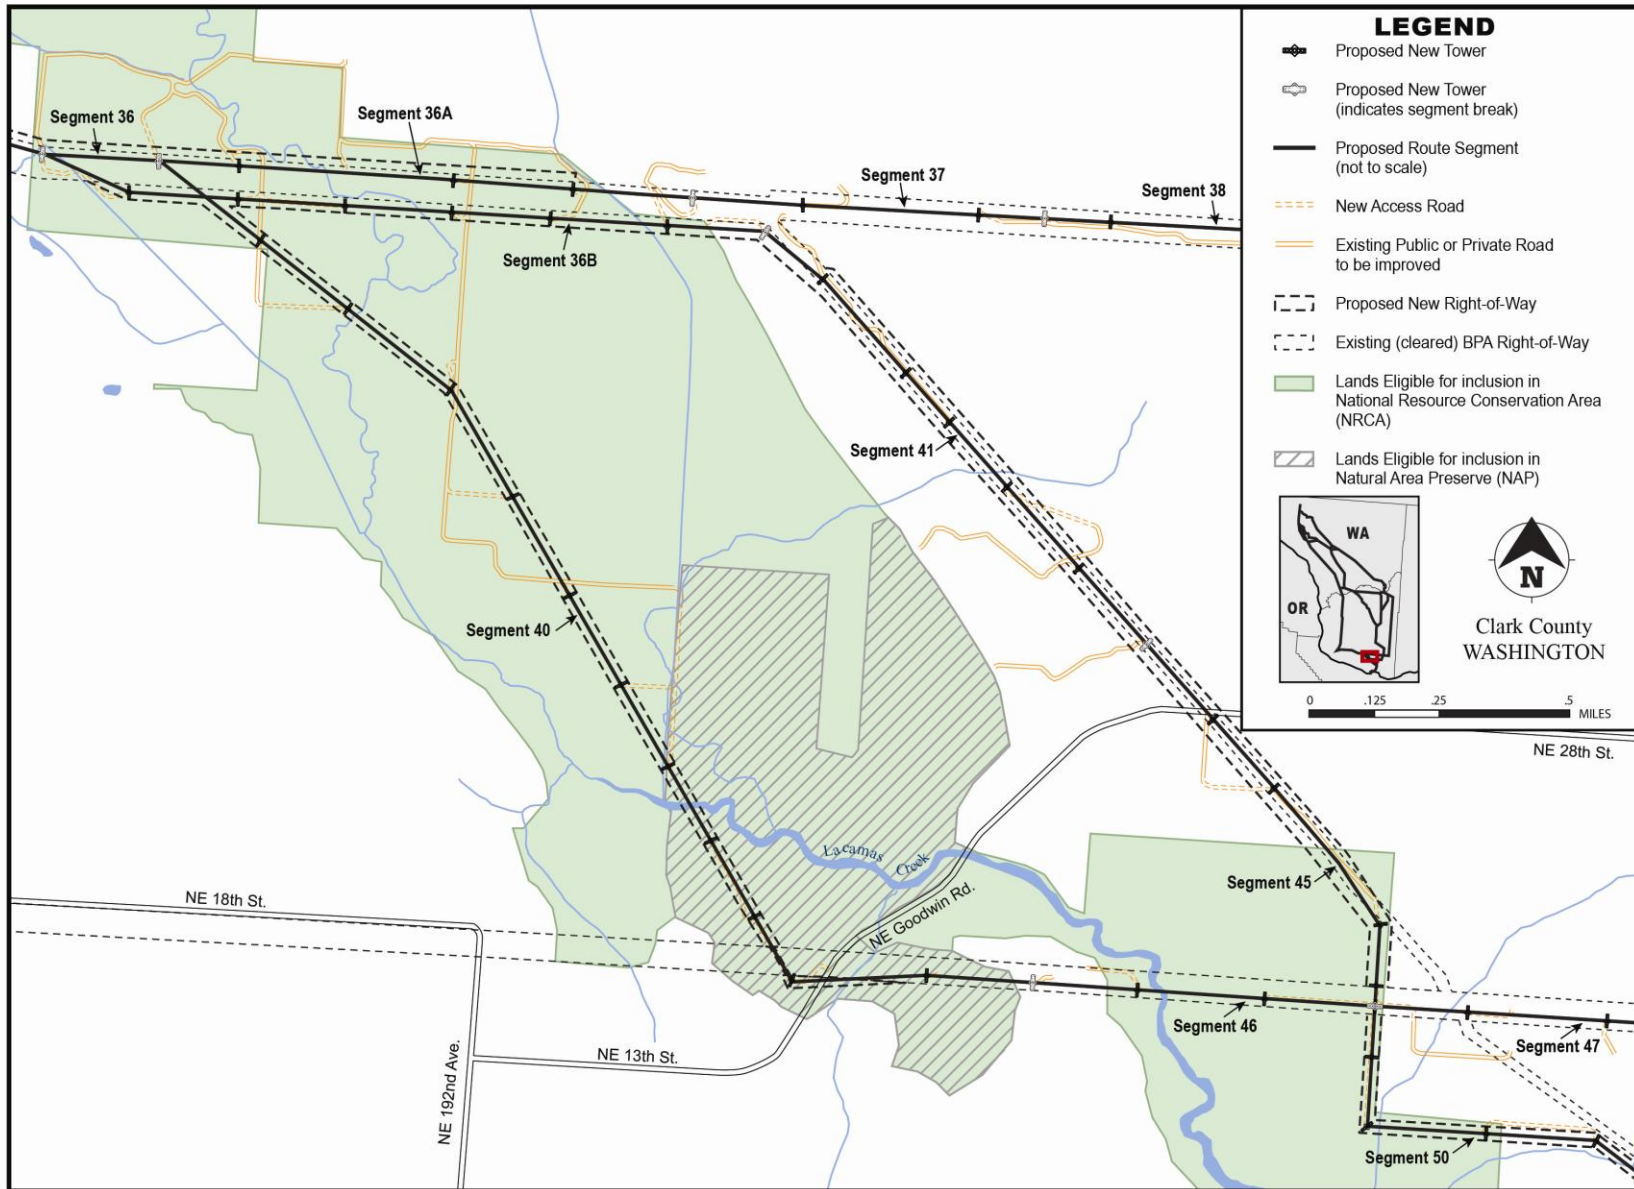 LEGEND
Proposed New Tower
Proposed New Tower
(indicates segment break)
Proposed Route Segment
(not to scale)
New Access Road
Existing Public or Private Road
to be improved
Proposed New Right-of-Way
Existing (cleared) BPA Right-of-Way
Lands Eligible for inclusion in
National Resource Conservation Area
(NRCA)
Lands Eligible for inclusion in
Natural Area Preserve (NAP)
WA
OR
N
Clark County
WASHINGTON
0 .125 .25 .5
MILES
Segment 36
Segment 36A
Segment 37
Segment 38
Segment 36B
Segment 41
Segment 40
NE 28th St.
Lacamas Creek
Segment 45
NE 18th St.
NE Goodwin Rd.
Segment 46
Segment 47
NE 13th St.
NE 192nd Ave.
Segment 50